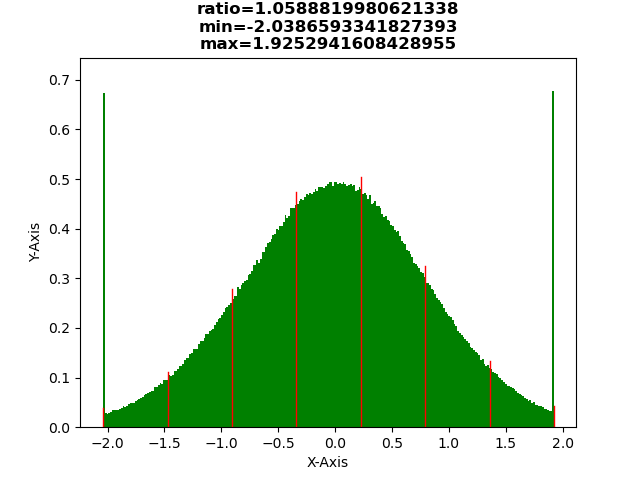 ratio=1.0588819980621338
min=-2.0386593341827393
max=1.9252941608428955
0.7
0.6
0.5
0.4
0.3
0.2
0.1
0.0
Y-Axis
−2.0 −1.5 −1.0 −0.5 0.0 0.5 1.0 1.5 2.0
X-Axis